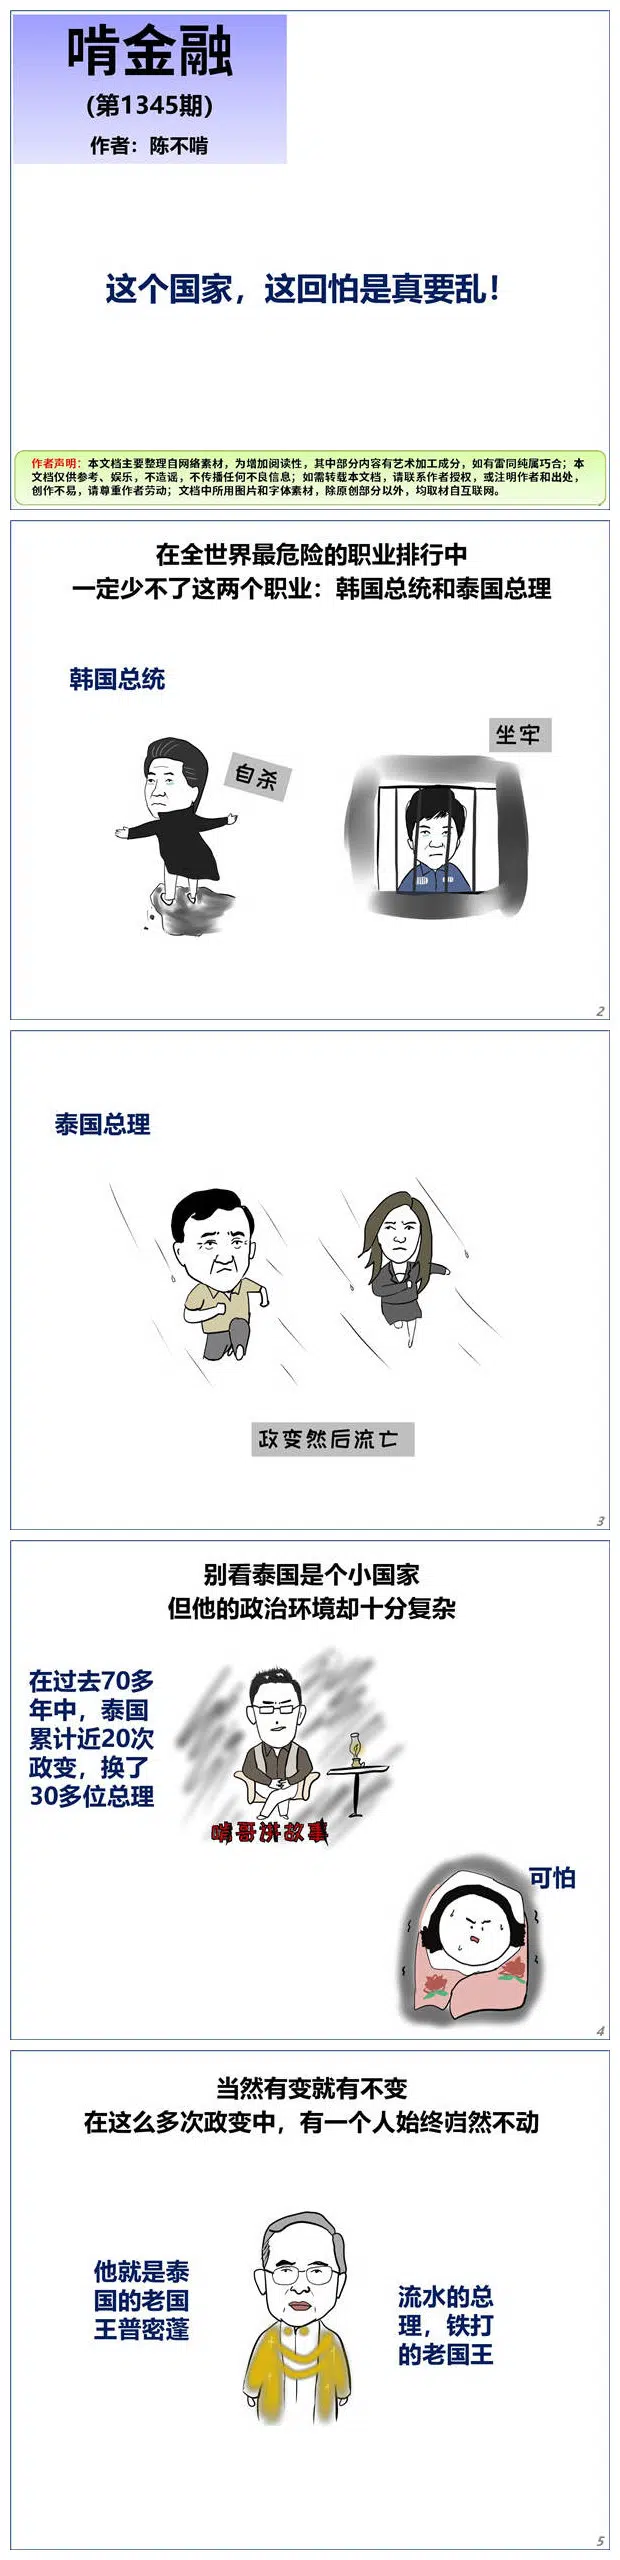 啃金融
(第1345期)
作者：陈不啃
这个国家，这回怕是真要乱！
作者声明：本文档主要整理自网络素材，为增加阅读性，其中部分内容有艺术加工成分，如有雷同纯属巧合；本
文档仅供参考、娱乐，不造谣，不传播任何不良信息；如需转载本文档，请联系作者授权，或注明作者和出处，
创作不易，请尊重作者劳动；文档中所用图片和字体素材，除原创部分以外，均取材自互联网。
在全世界最危险的职业排行中
一定少不了这两个职业：韩国总统和泰国总理
韩国总统
自杀
坐牢
2
泰国总理
政变然后流亡
3
别看泰国是个小国家
但他的政治环境却十分复杂
在过去70多
年中，泰国
累计近20次
政变，换了
30多位总理
啃哥讲故事
可怕
4
当然有变就有不变
在这么多次政变中，有一个人始终岿然不动
他就是泰
国的老国
王普密蓬
流水的总
理，铁打
的老国王
5